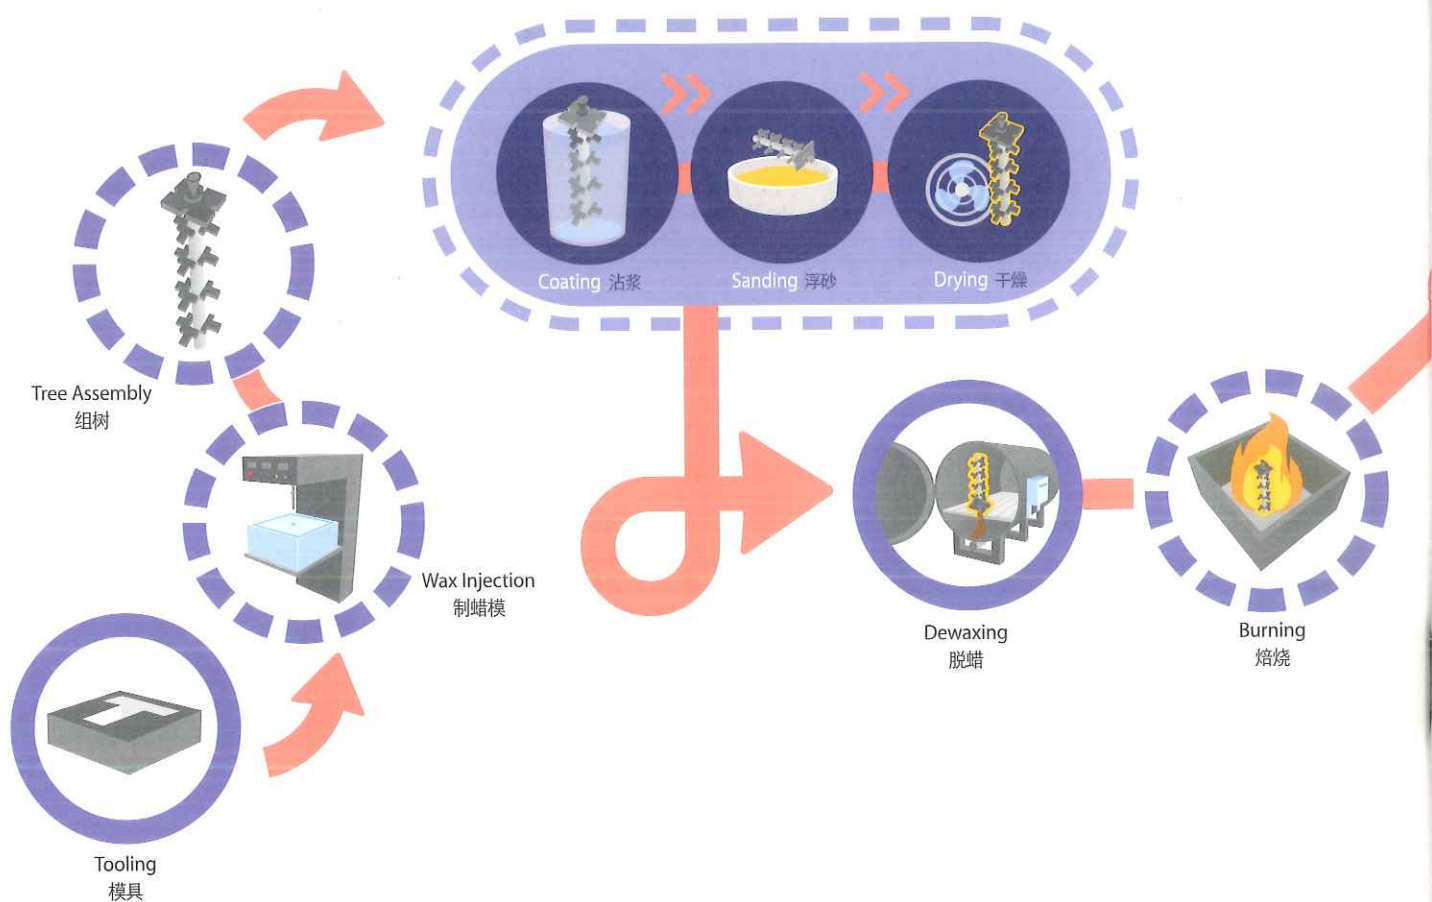 Coating 沾浆
Sanding 浮砂
Drying 干燥
Tree Assembly
组树
Wax Injection
制蜡模
Dewaxing
脱蜡
Burning
焙烧
Tooling
模具